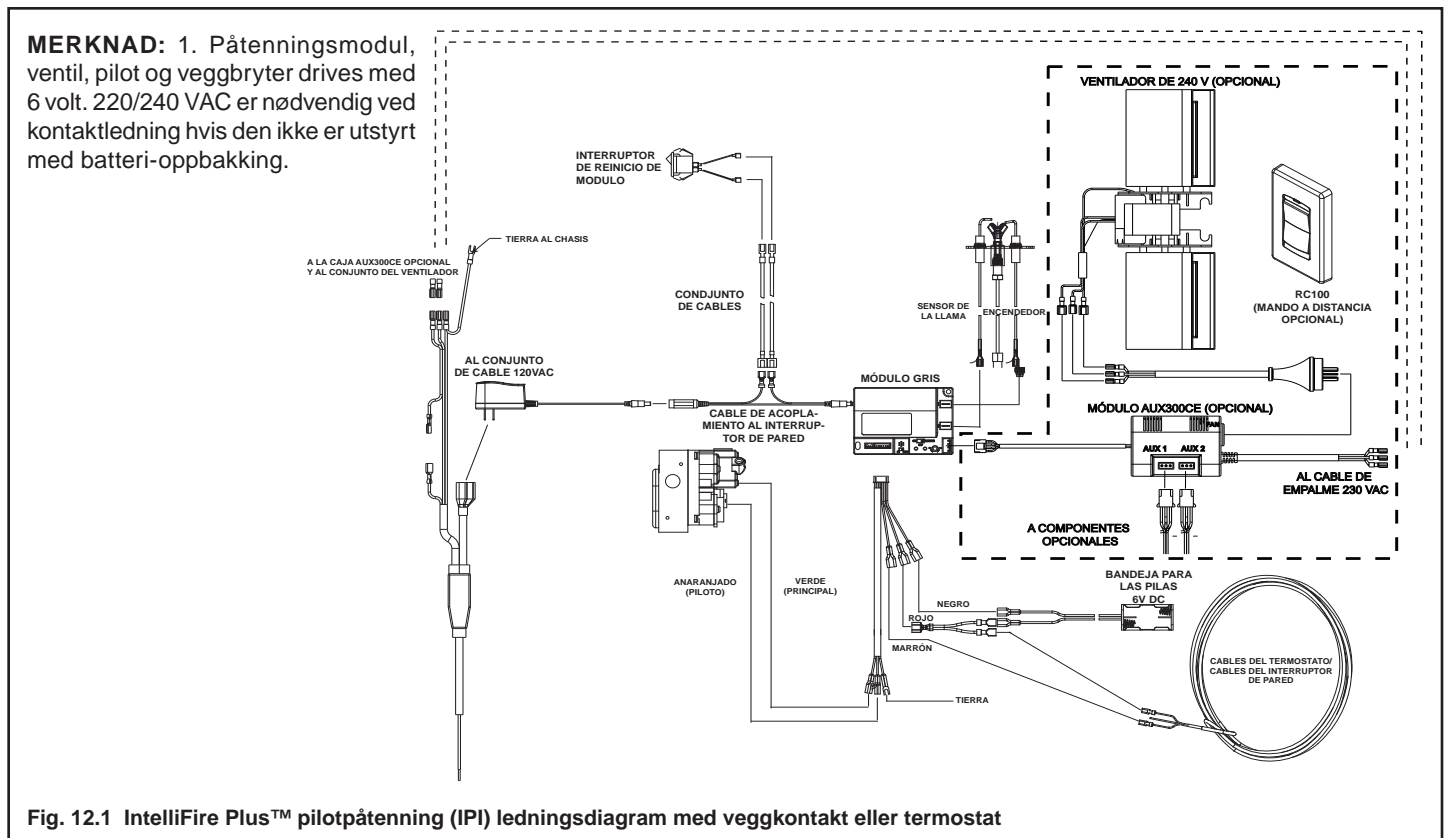 MERKNAD: 1. Påtenningsmodul,
ventil, pilot og veggbryter drives med
6 volt. 220/240 VAC er nødvendig ved
kontaktledning hvis den ikke er utstyrt
med batteri-oppbakking.
VENTILADOR DE 240 V (OPCIONAL)
INTERRUPTOR
DE REINICIO DE
MODULO
TIERRA AL CHASIS
A LA CAJA AUX300CE OPCIONAL
Y AL CONJUNTO DEL VENTILADOR
CONDJUNTO
DE CABLES
SENSOR DE
LA LLAMA
ENCENDEDOR
RC100
(MANDO A DISTANCIA
OPCIONAL)
AL CONJUNTO
DE CABLE 120VAC
MÓDULO GRIS
CABLE DE ACOPLA-
MIENTO AL INTERRUP-
TOR DE PARED
MÓDULO AUX300CE (OPCIONAL)
FAN
AUX 1
AUX 2
AL CABLE DE
EMPALME 230 VAC
A COMPONENTES
OPCIONALES
ANARANJADO
(PILOTO)
VERDE
(PRINCIPAL)
BANDEJA PARA
LAS PILAS
6V DC
NEGRO
ROJO
MARRÓN
TIERRA
CABLES DEL TERMOSTATO/
CABLES DEL INTERRUPTOR
DE PARED
Fig. 12.1 IntelliFire Plus™ pilotpåtenning (IPI) ledningsdiagram med veggkontakt eller termostat